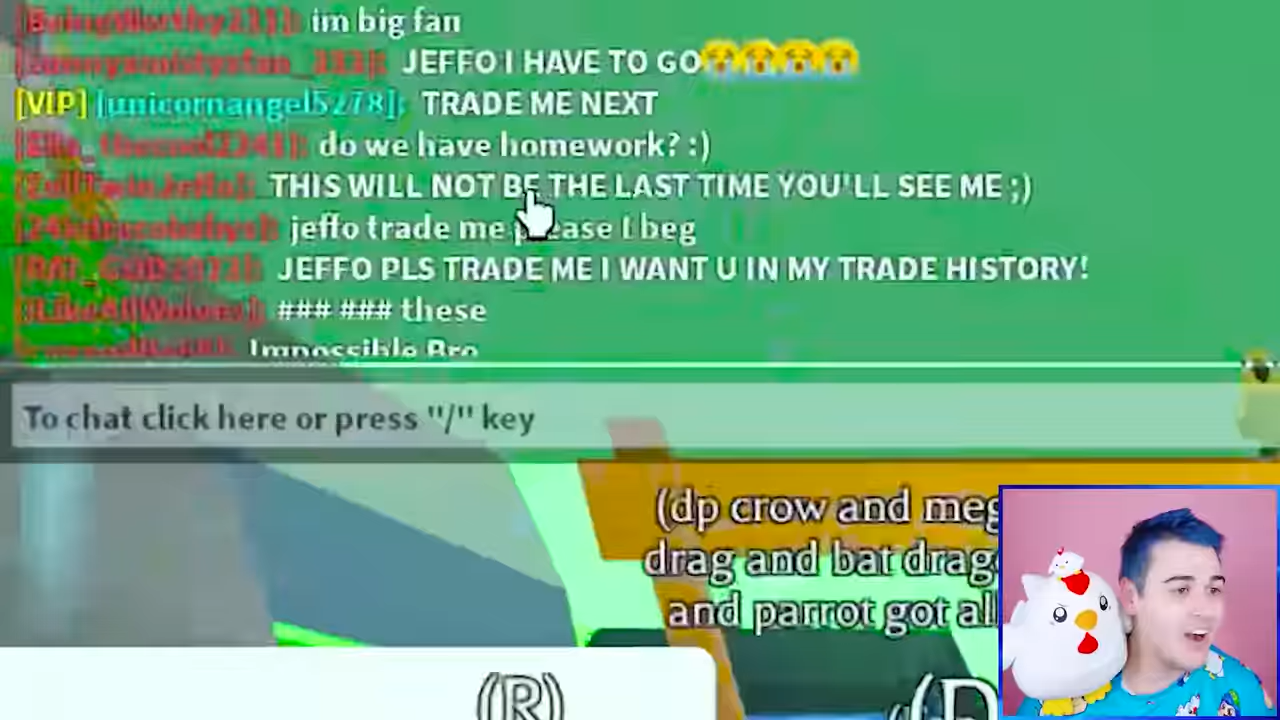 im big fan
JEFFO I HAVE TO GO😭😭😭😭
[VIP] [unicornangel5278]: TRADE ME NEXT
do we have homework? :)
THIS WILL NOT BE THE LAST TIME YOU'LL SEE ME ;)
jeffo trade me please I beg
JEFFO PLS TRADE ME I WANT U IN MY TRADE HISTORY!
### ### these
Impossible Bro
To chat click here or press "/" key
(dp crow and meg
drag and bat drag
and parrot got all
(R)